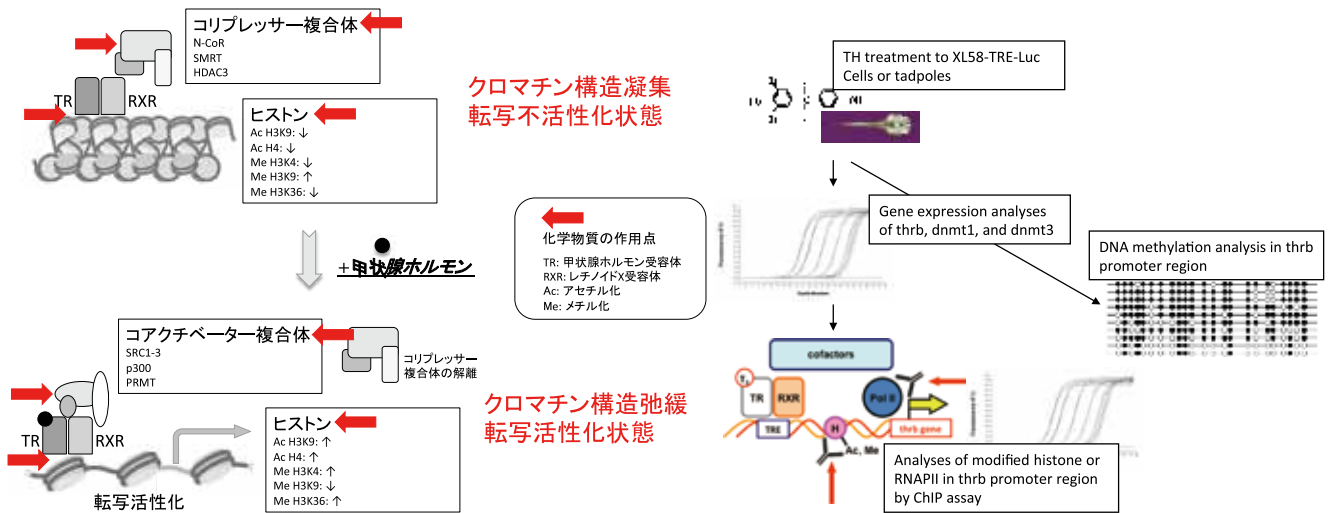 コリプレッサー複合体
N-CoR
SMRT
HDAC3
TR
RXR
ヒストン
Ac H3K9: ↓
Ac H4: ↓
Me H3K4: ↓
Me H3K9: ↑
Me H3K36: ↓
クロマチン構造凝集
転写不活性化状態
+甲状腺ホルモン
化学物質の作用点
TR: 甲状腺ホルモン受容体
RXR: レチノイドX受容体
Ac: アセチル化
Me: メチル化
コアクチベーター複合体
SRC1-3
p300
PRMT
コリプレッサー
複合体の解離
TR
RXR
ヒストン
Ac H3K9: ↑
Ac H4: ↑
Me H3K4: ↑
Me H3K9: ↓
Me H3K36: ↑
転写活性化
クロマチン構造弛緩
転写活性化状態
TH treatment to XL58-TRE-Luc
Cells or tadpoles
Gene expression analyses
of thrb, dnmt1, and dnmt3
DNA methylation analysis in thrb
promoter region
cofactors
TR
RXR
Pol II
TRE
H
thrb gene
Ac, Me
Analyses of modified histone or
RNAPII in thrb promoter region
by ChIP assay